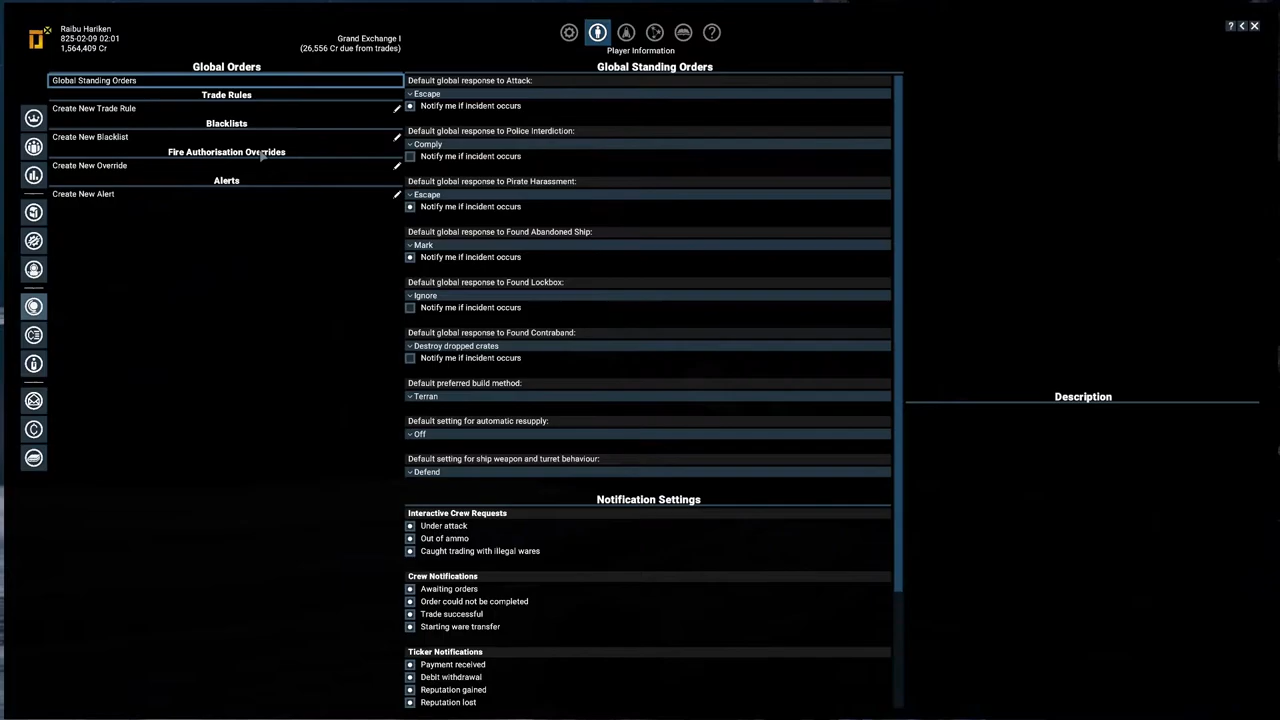 Raibu Hariken
825-02-09 02:01
1,564,409 Cr
Grand Exchange I
(26,556 Cr due from trades)
Player Information
? 
Global Orders
Global Standing Orders
Trade Rules
Create New Trade Rule
Blacklists
Create New Blacklist
Fire Authorisation Overrides
Create New Override
Alerts
Create New Alert
Global Standing Orders
Default global response to Attack:
Escape
Notify me if incident occurs
Default global response to Police Interdiction:
Comply
Notify me if incident occurs
Default global response to Pirate Harassment:
Escape
Notify me if incident occurs
Default global response to Found Abandoned Ship:
Mark
Notify me if incident occurs
Default global response to Found Lockbox:
Ignore
Notify me if incident occurs
Default global response to Found Contraband:
Destroy dropped crates
Notify me if incident occurs
Default preferred build method:
Terran
Default setting for automatic resupply:
Off
Default setting for ship weapon and turret behaviour:
Defend
Notification Settings
Interactive Crew Requests
Under attack
Out of ammo
Caught trading with illegal wares
Crew Notifications
Awaiting orders
Order could not be completed
Trade successful
Starting ware transfer
Ticker Notifications
Payment received
Debit withdrawal
Reputation gained
Reputation lost
Description